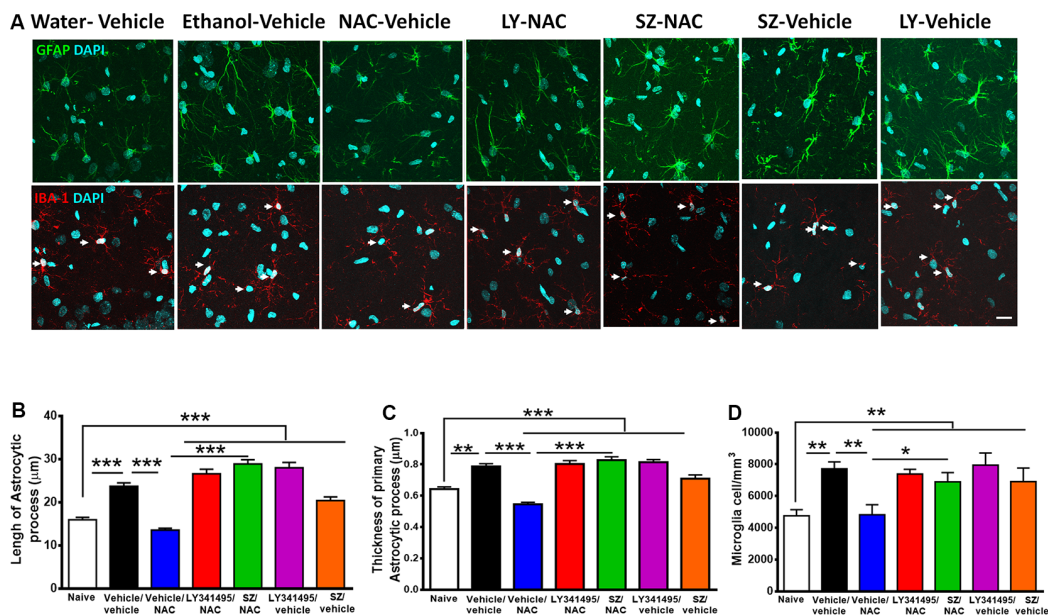 Water- Vehicle Ethanol-Vehicle NAC-Vehicle LY-NAC SZ-NAC SZ-Vehicle LY-Vehicle
A
GFAP DAPI
IBA-1 DAPI
B
Lengh of Astrocytic
process (μm)
60
40
20
0
***
***
***
***
Naive
Vehicle/
vehicle
Vehicle/
NAC
LY341495/
NAC
SZ/
NAC
LY341495/
vehicle
SZ/
vehicle
C
Thickness of primary
Astrocytic process (μm)
1.2
1.0
0.8
0.6
0.4
0.2
0.0
***
**
***
***
Naive
Vehicle/
vehicle
Vehicle/
NAC
LY341495/
NAC
SZ/
NAC
LY341495/
vehicle
SZ/
vehicle
D
Microglia cell/mm³
10000
8000
6000
4000
2000
0
**
**
**
*
Naive
Vehicle/
vehicle
Vehicle/
NAC
LY341495/
NAC
SZ/
NAC
LY341495/
vehicle
SZ/
vehicle